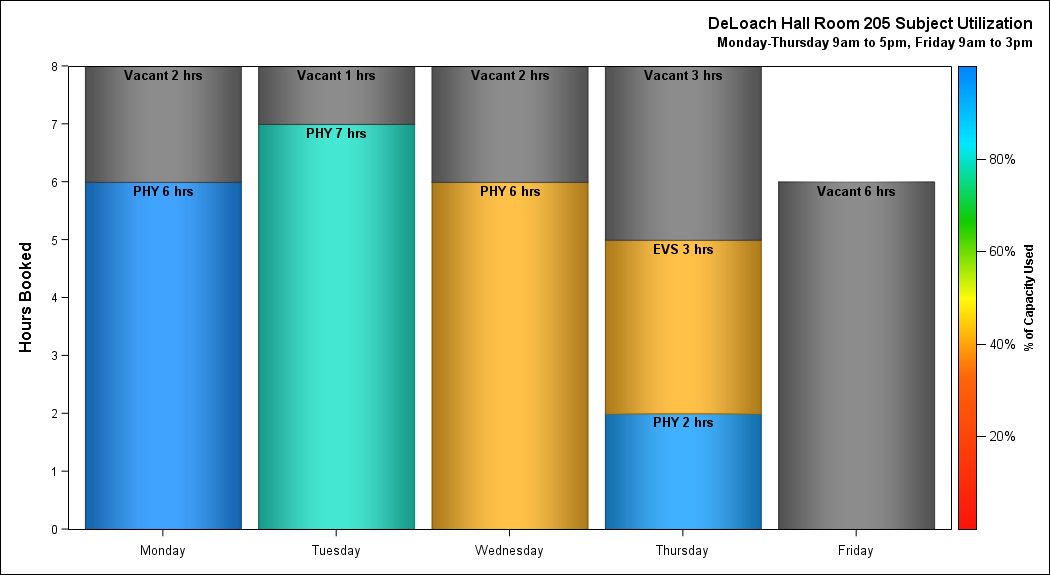 DeLoach Hall Room 205 Subject Utilization
Monday-Thursday 9am to 5pm, Friday 9am to 3pm
Hours Booked
8
7
6
5
4
3
2
1
0
Vacant 2 hrs
PHY 6 hrs
Vacant 1 hrs
PHY 7 hrs
Vacant 2 hrs
PHY 6 hrs
Vacant 3 hrs
EVS 3 hrs
PHY 2 hrs
Vacant 6 hrs
Monday
Tuesday
Wednesday
Thursday
Friday
80%
60%
40%
20%
% of Capacity Used